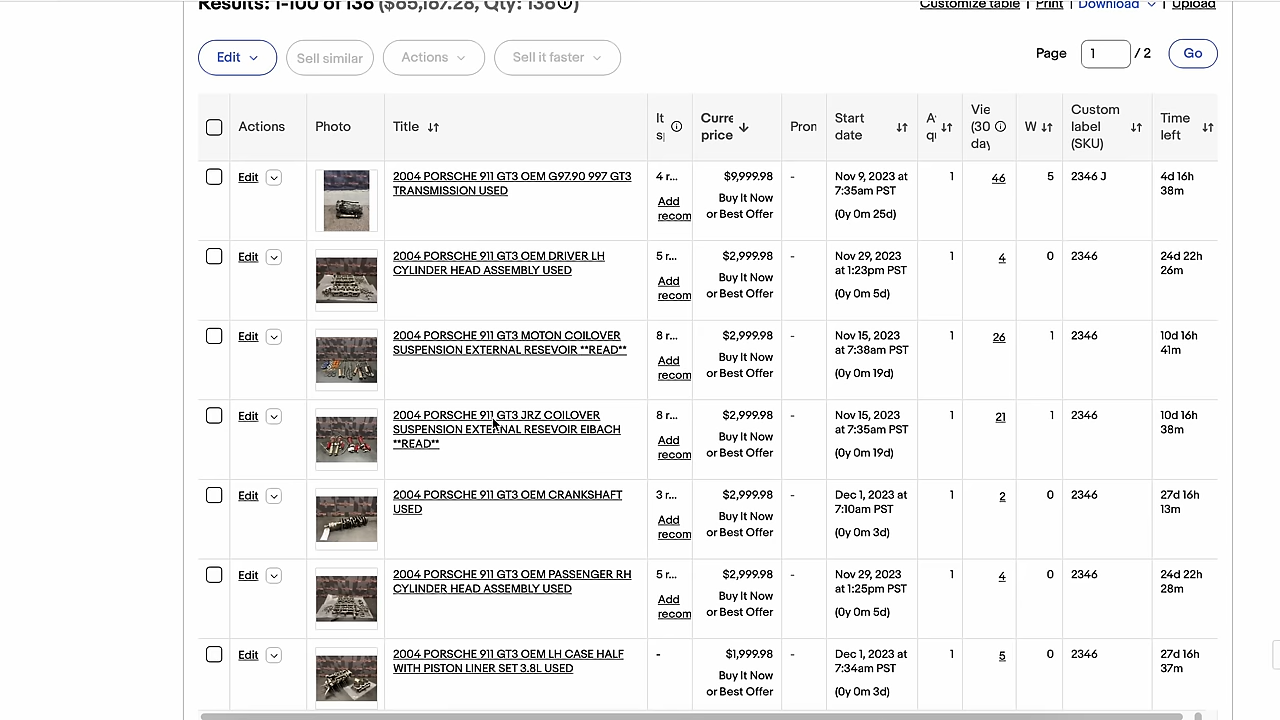 Results: 1-100 of 136 ($65,167.28, Qty: 136)
Customize table | Print | Download | Upload
Edit
Sell similar
Actions
Sell it faster
Page 1 / 2 Go
Actions Photo Title It s| Curre price Pron Start date A q Vie (30 day W Custom label (SKU) Time left
Edit
2004 PORSCHE 911 GT3 OEM G97.90 997 GT3
TRANSMISSION USED
4 r...
Add
recom
$9,999.98
Buy It Now
or Best Offer
-
Nov 9, 2023 at
7:35am PST
(0y 0m 25d)
1
46
5
2346 J
4d 16h
38m
Edit
2004 PORSCHE 911 GT3 OEM DRIVER LH
CYLINDER HEAD ASSEMBLY USED
5 r...
Add
recom
$2,999.98
Buy It Now
or Best Offer
-
Nov 29, 2023
at 1:23pm PST
(0y 0m 5d)
1
4
0
2346
24d 22h
26m
Edit
2004 PORSCHE 911 GT3 MOTON COILOVER
SUSPENSION EXTERNAL RESEVOIR **READ**
8 r...
Add
recom
$2,999.98
Buy It Now
or Best Offer
-
Nov 15, 2023
at 7:38am PST
(0y 0m 19d)
1
26
1
2346
10d 16h
41m
Edit
2004 PORSCHE 911 GT3 JRZ COILOVER
SUSPENSION EXTERNAL RESEVOIR EIBACH
**READ**
8 r...
Add
recom
$2,999.98
Buy It Now
or Best Offer
-
Nov 15, 2023
at 7:35am PST
(0y 0m 19d)
1
21
1
2346
10d 16h
38m
Edit
2004 PORSCHE 911 GT3 OEM CRANKSHAFT
USED
3 r...
Add
recom
$2,999.98
Buy It Now
or Best Offer
-
Dec 1, 2023 at
7:10am PST
(0y 0m 3d)
1
2
0
2346
27d 16h
13m
Edit
2004 PORSCHE 911 GT3 OEM PASSENGER RH
CYLINDER HEAD ASSEMBLY USED
5 r...
Add
recom
$2,999.98
Buy It Now
or Best Offer
-
Nov 29, 2023
at 1:25pm PST
(0y 0m 5d)
1
4
0
2346
24d 22h
28m
Edit
2004 PORSCHE 911 GT3 OEM LH CASE HALF
WITH PISTON LINER SET 3.8L USED
-
$1,999.98
Buy It Now
or Best Offer
-
Dec 1, 2023 at
7:34am PST
(0y 0m 3d)
1
5
0
2346
27d 16h
37m